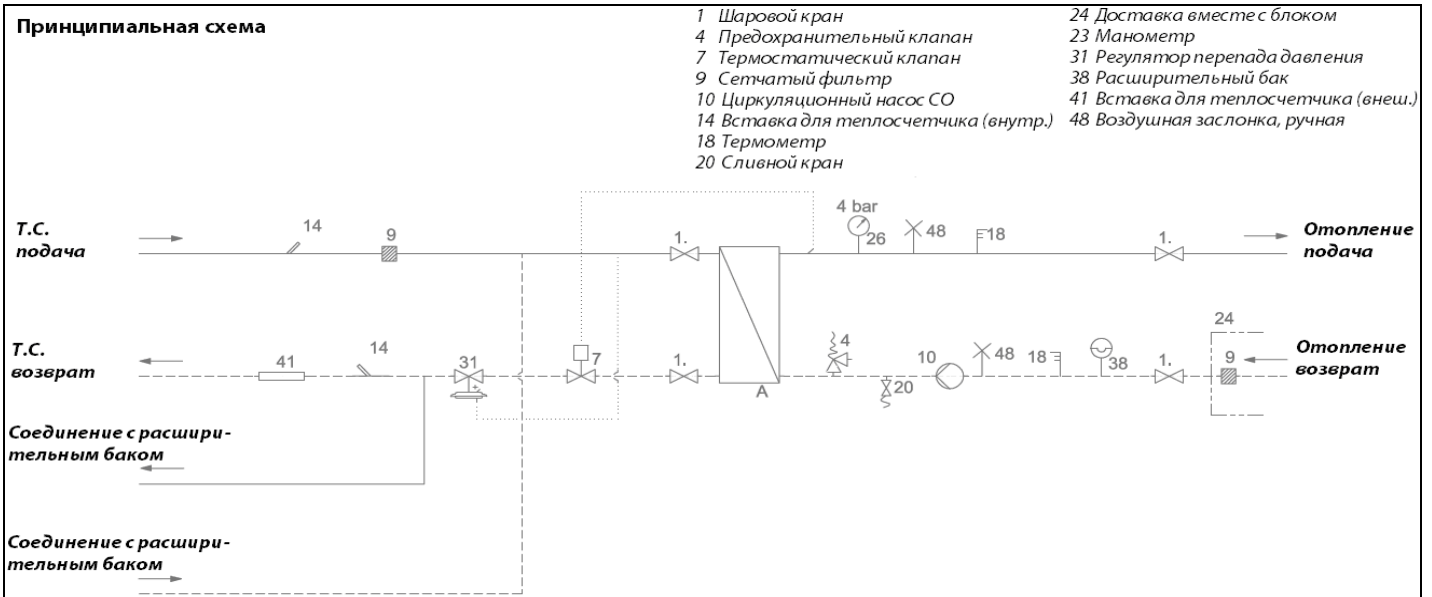 Принципиальная схема
1 Шаровой кран
4 Предохранительный клапан
7 Термостатический клапан
9 Сетчатый фильтр
10 Циркуляционный насос СО
14 Вставка для теплосчетчика (внутр.)
18 Термометр
20 Сливной кран
24 Доставка вместе с блоком
23 Манометр
31 Регулятор перепада давления
38 Расширительный бак
41 Вставка для теплосчетчика (внеш.)
48 Воздушная заслонка, ручная
Т.С.
подача
14
9
1.
4 bar
26
48
18
1.
Отопление
подача
Т.С.
возврат
41
14
31
7
1.
A
4
20
10
48
18
38
1.
24
9
Отопление
возврат
Соединение с расшири-
тельным баком
Соединение с расшири-
тельным баком